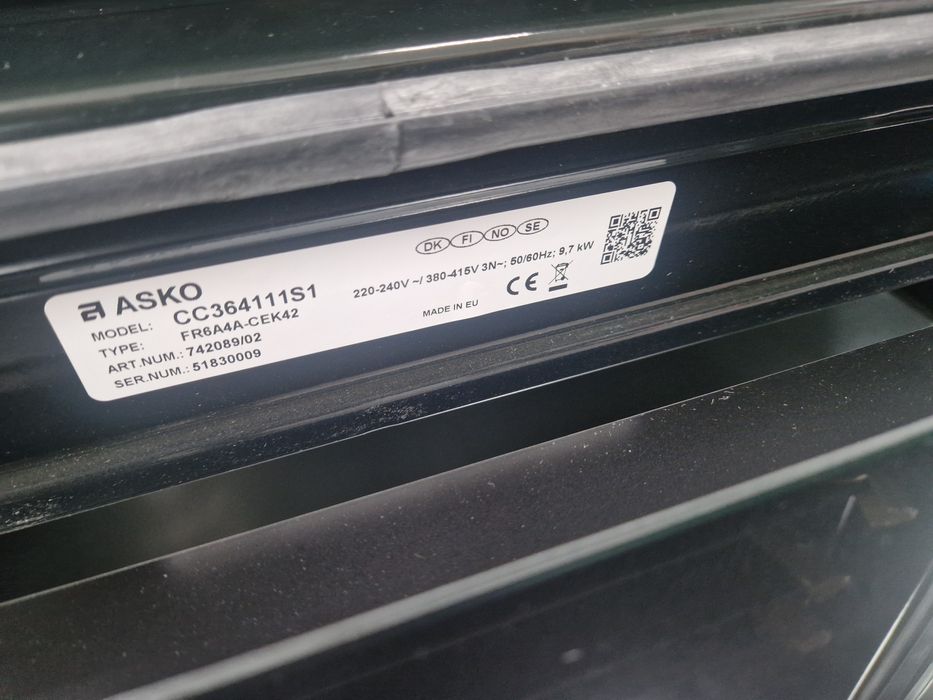 ASKO
MODEL: CC364111S1
TYPE: FR6A4A-CEK42
ART.NUM.: 742089/02
SER.NUM.: 51830009
DK FI NO SE
220-240V ~/ 380-415V 3N~; 50/60Hz; 9,7 kW
MADE IN EU
CE